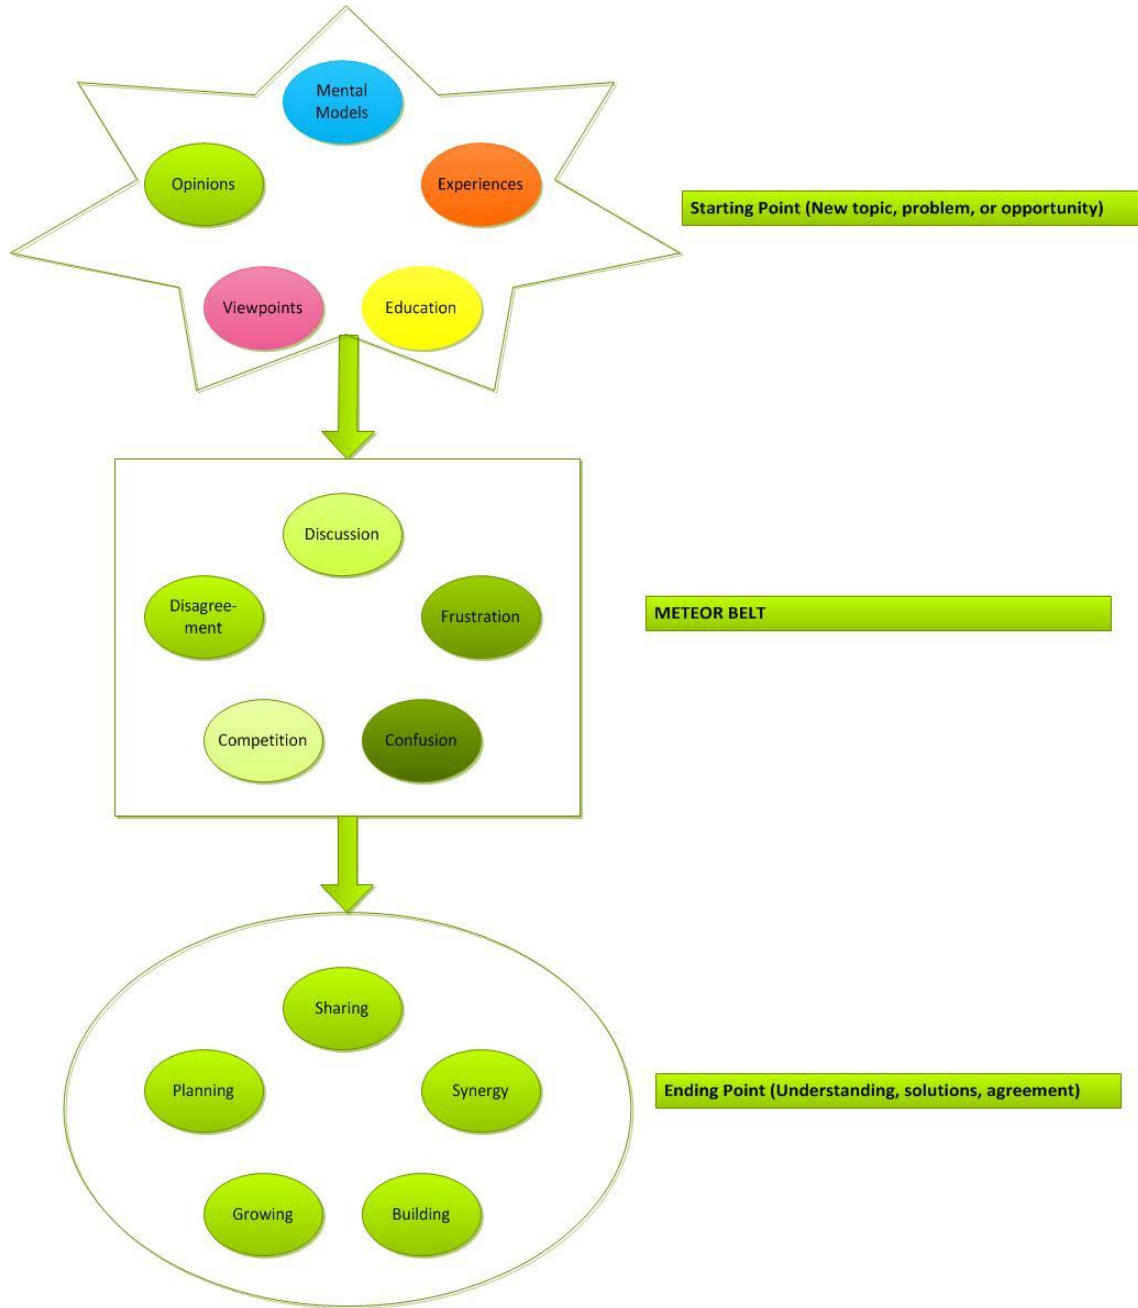 Mental
Models
Opinions
Experiences
Starting Point (New topic, problem, or opportunity)
Viewpoints
Education
Discussion
Disagree-
ment
Frustration
METEOR BELT
Competition
Confusion
Sharing
Planning
Synergy
Ending Point (Understanding, solutions, agreement)
Growing
Building